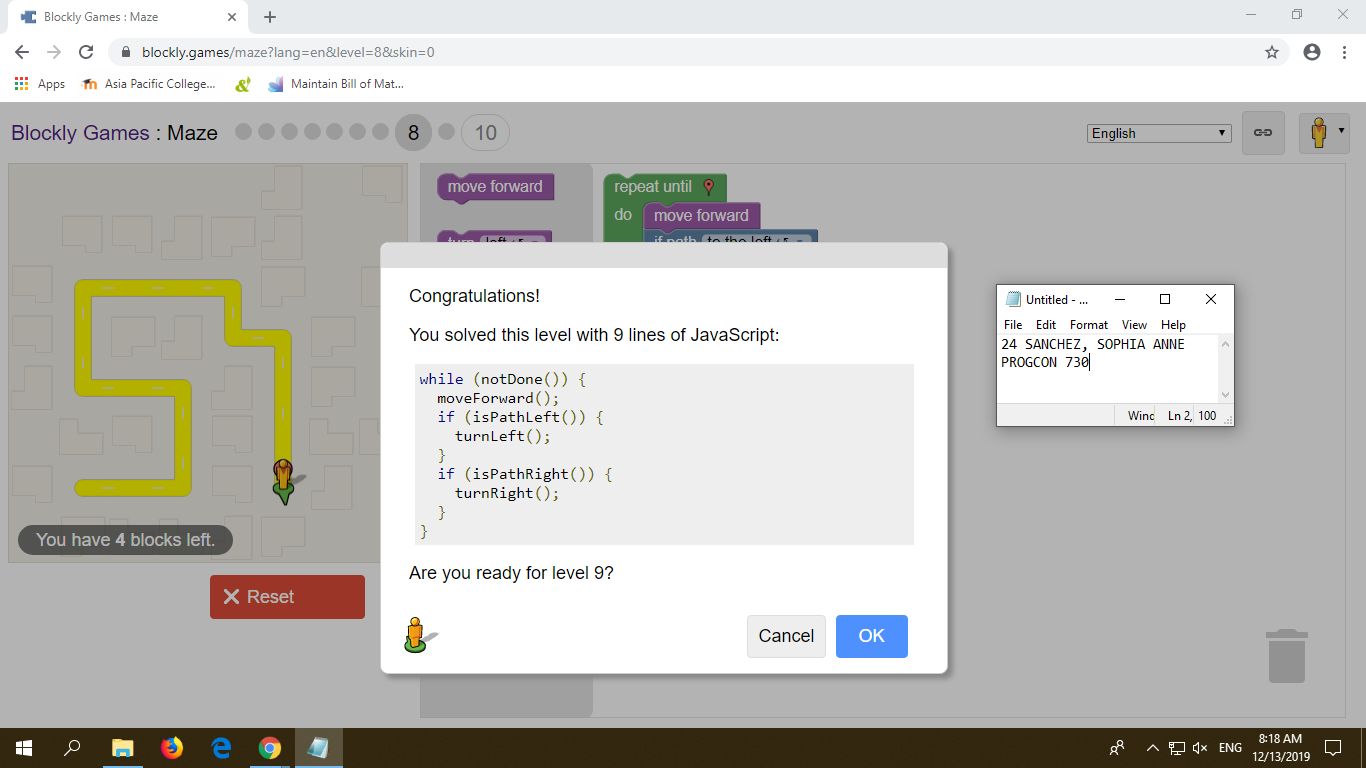 Blockly Games : Maze
blockly.games/maze?lang=en&level=8&skin=0
Apps
Asia Pacific College...
Maintain Bill of Mat...
Blockly Games : Maze
8
10
English
move forward
repeat until
do
move forward
turn left
if path to the left
Congratulations!
You solved this level with 9 lines of JavaScript:
while (notDone()) {
  moveForward();
  if (isPathLeft()) {
    turnLeft();
  }
  if (isPathRight()) {
    turnRight();
  }
}
Are you ready for level 9?
Cancel
OK
You have 4 blocks left.
Reset
Untitled - ...
File Edit Format View Help
24 SANCHEZ, SOPHIA ANNE
PROGCON 730
Winc
Ln 2,
100
ENG
8:18 AM
12/13/2019